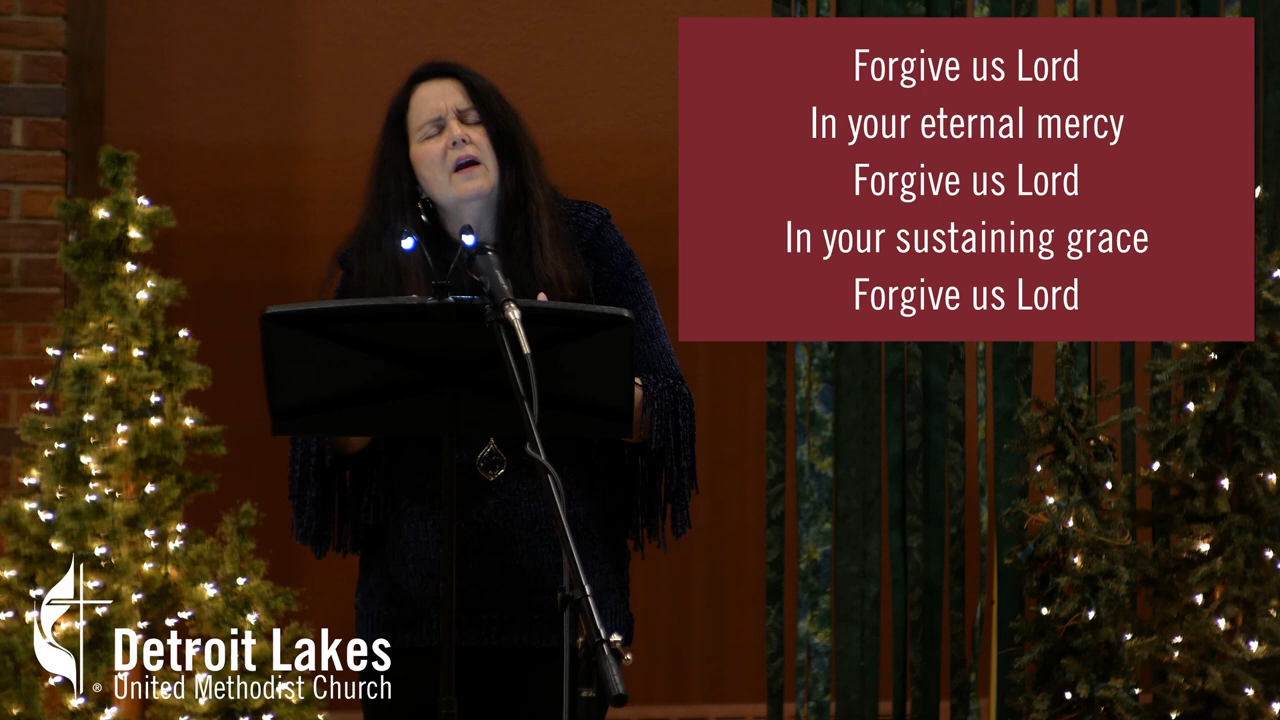 Forgive us Lord
In your eternal mercy
Forgive us Lord
In your sustaining grace
Forgive us Lord
Detroit Lakes
® United Methodist Church